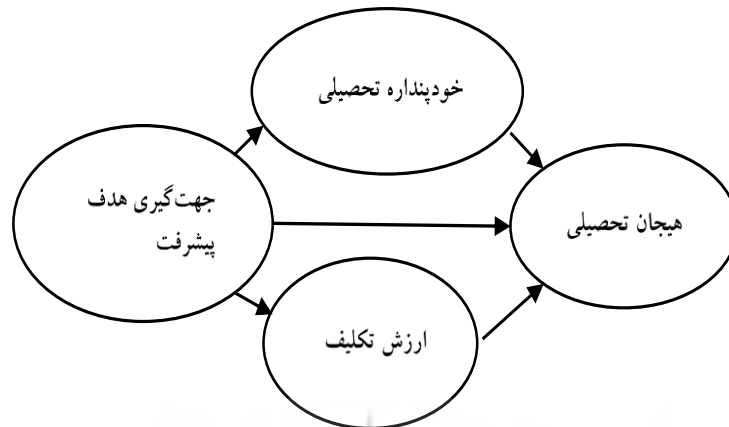 خودپنداره تحصیلی
جهت‌گیری هدف
پیشرفت
هیجان تحصیلی
ارزش تکلیف